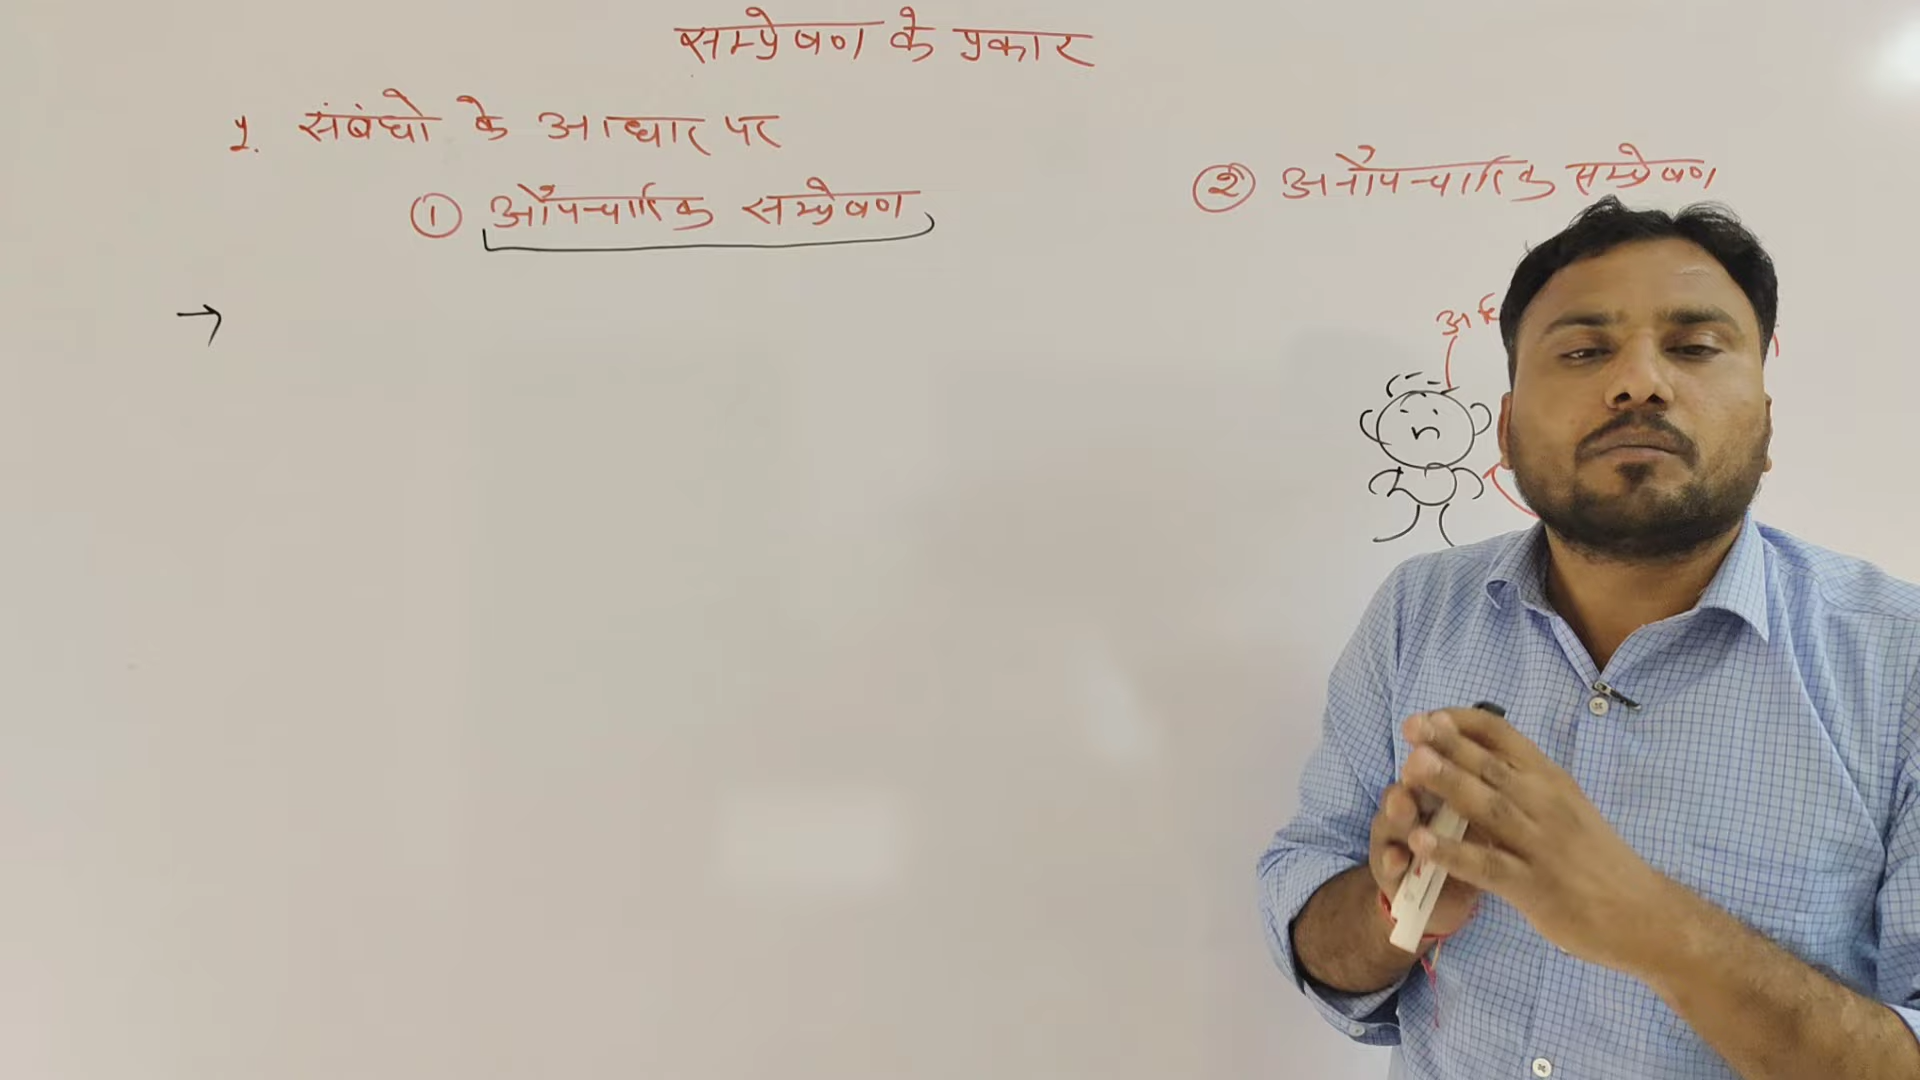 सम्प्रेषण के प्रकार
1. संबंधो के आधार पर
① औपचारिक सम्प्रेषण
② अनौपचारिक सम्प्रेषण